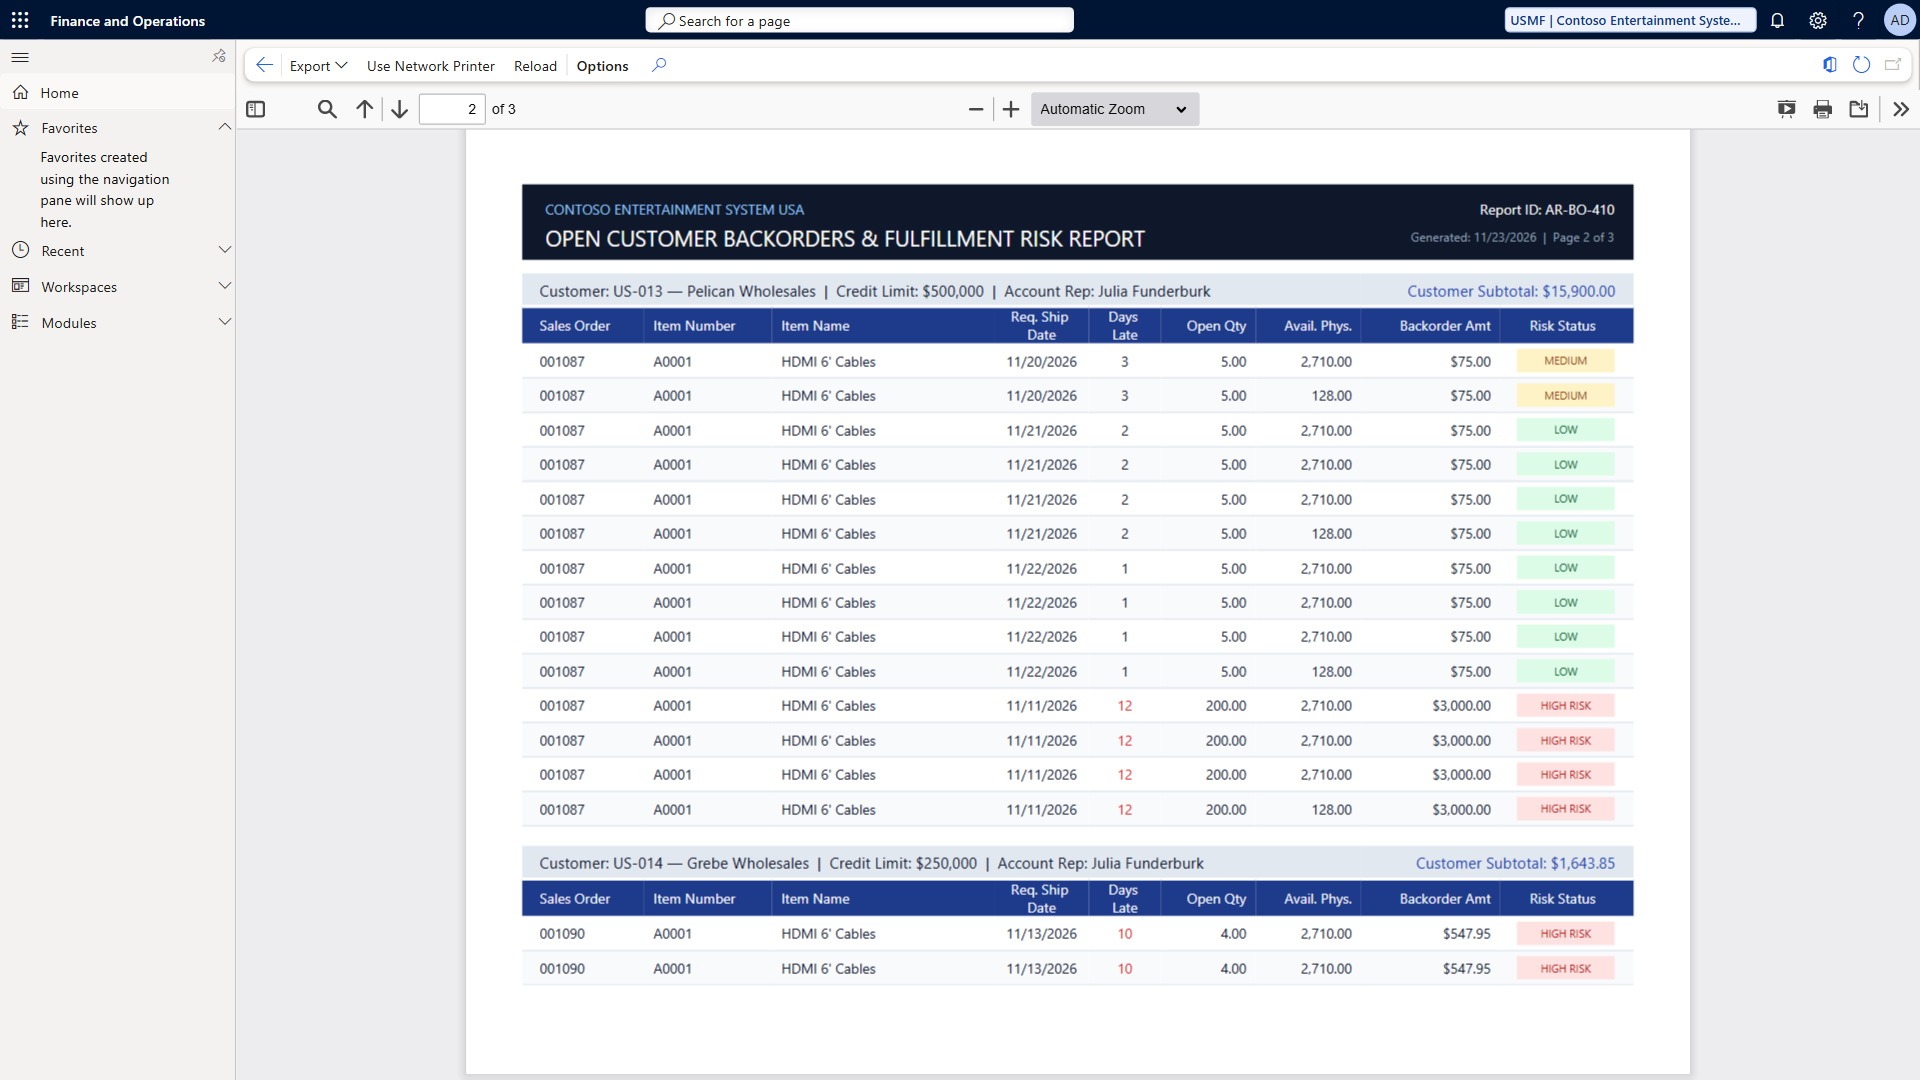 Finance and Operations
Search for a page
USMF | Contoso Entertainment Syste...
AD
Export
Use Network Printer
Reload
Options
Home
Favorites
Favorites created
using the navigation
pane will show up
here.
Recent
Workspaces
Modules
2 of 3
Automatic Zoom
CONTOSO ENTERTAINMENT SYSTEM USA
Report ID: AR-BO-410
OPEN CUSTOMER BACKORDERS & FULFILLMENT RISK REPORT
Generated: 11/23/2026 | Page 2 of 3
Customer: US-013 — Pelican Wholesales | Credit Limit: $500,000 | Account Rep: Julia Funderburk Customer Subtotal: $15,900.00
Sales Order Item Number Item Name Req. Ship Date Days Late Open Qty Avail. Phys. Backorder Amt Risk Status
001087 A0001 HDMI 6' Cables 11/20/2026 3 5.00 2,710.00 $75.00 MEDIUM
001087 A0001 HDMI 6' Cables 11/20/2026 3 5.00 128.00 $75.00 MEDIUM
001087 A0001 HDMI 6' Cables 11/21/2026 2 5.00 2,710.00 $75.00 LOW
001087 A0001 HDMI 6' Cables 11/21/2026 2 5.00 2,710.00 $75.00 LOW
001087 A0001 HDMI 6' Cables 11/21/2026 2 5.00 2,710.00 $75.00 LOW
001087 A0001 HDMI 6' Cables 11/21/2026 2 5.00 128.00 $75.00 LOW
001087 A0001 HDMI 6' Cables 11/22/2026 1 5.00 2,710.00 $75.00 LOW
001087 A0001 HDMI 6' Cables 11/22/2026 1 5.00 2,710.00 $75.00 LOW
001087 A0001 HDMI 6' Cables 11/22/2026 1 5.00 2,710.00 $75.00 LOW
001087 A0001 HDMI 6' Cables 11/22/2026 1 5.00 128.00 $75.00 LOW
001087 A0001 HDMI 6' Cables 11/11/2026 12 200.00 2,710.00 $3,000.00 HIGH RISK
001087 A0001 HDMI 6' Cables 11/11/2026 12 200.00 2,710.00 $3,000.00 HIGH RISK
001087 A0001 HDMI 6' Cables 11/11/2026 12 200.00 2,710.00 $3,000.00 HIGH RISK
001087 A0001 HDMI 6' Cables 11/11/2026 12 200.00 128.00 $3,000.00 HIGH RISK
Customer: US-014 — Grebe Wholesales | Credit Limit: $250,000 | Account Rep: Julia Funderburk Customer Subtotal: $1,643.85
Sales Order Item Number Item Name Req. Ship Date Days Late Open Qty Avail. Phys. Backorder Amt Risk Status
001090 A0001 HDMI 6' Cables 11/13/2026 10 4.00 2,710.00 $547.95 HIGH RISK
001090 A0001 HDMI 6' Cables 11/13/2026 10 4.00 2,710.00 $547.95 HIGH RISK